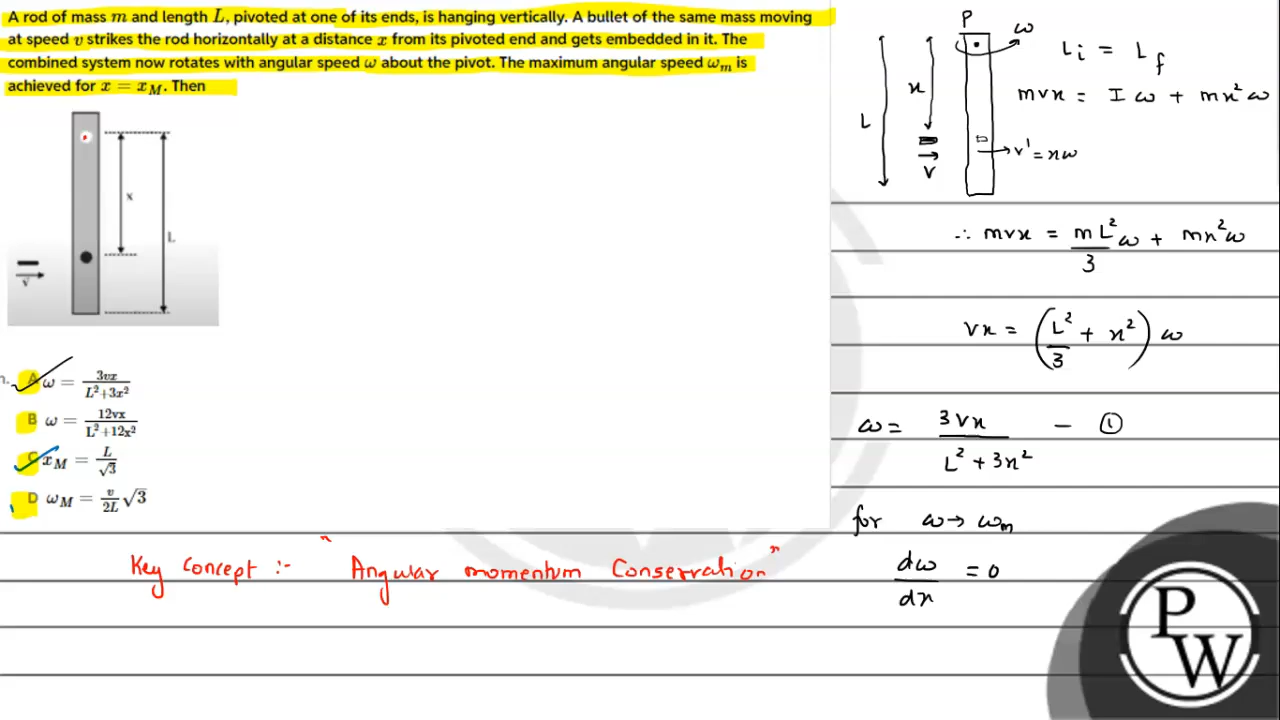 A rod of mass m and length L, pivoted at one of its ends, is hanging vertically. A bullet of the same mass moving
at speed v strikes the rod horizontally at a distance x from its pivoted end and gets embedded in it. The
combined system now rotates with angular speed ω about the pivot. The maximum angular speed ωₘ is
achieved for x = x_M. Then
x
L
v
A ω = 3vx/(L²+3x²)
B ω = 12vx/(L²+12x²)
C x_M = L/√3
D ω_M = v/2L √3
Key concept :- "Angular momentum Conservation"
P
ω
x
L
v
v' = xω
Lᵢ = L_f
mvx = Iω + mx²ω
∴ mvx = mL²/3 ω + mx²ω
vx = (L²/3 + x²) ω
ω = 3vx/(L² + 3x²) — ①
for ω → ωₘ
dω/dx = 0
P
W